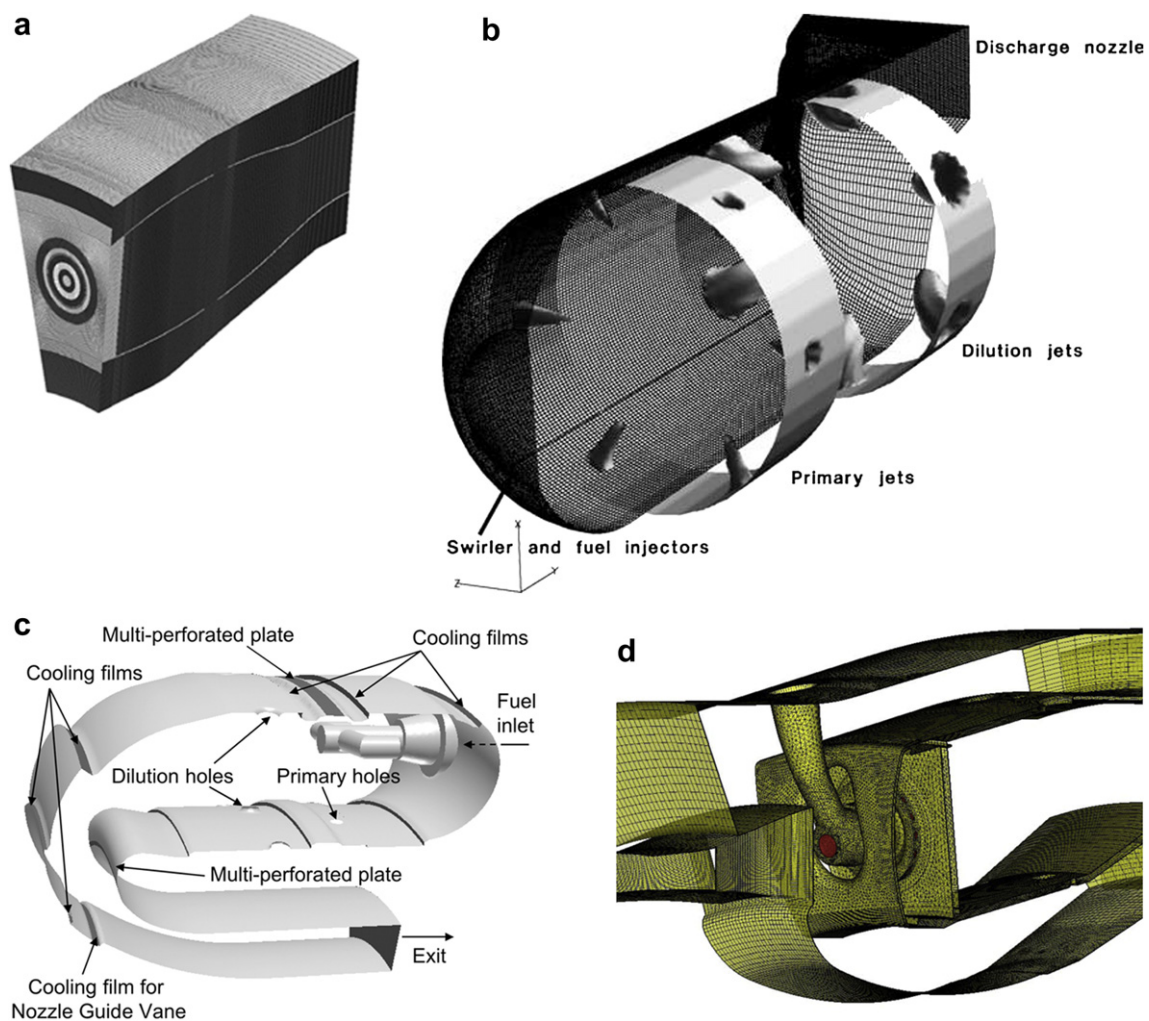 a
b
Discharge nozzle
Dilution jets
Primary jets
Swirler and fuel injectors
X
Y
Z
c
Multi-perforated plate
Cooling films
Cooling films
Fuel
inlet
Dilution holes
Primary holes
Multi-perforated plate
Exit
Cooling film for
Nozzle Guide Vane
d